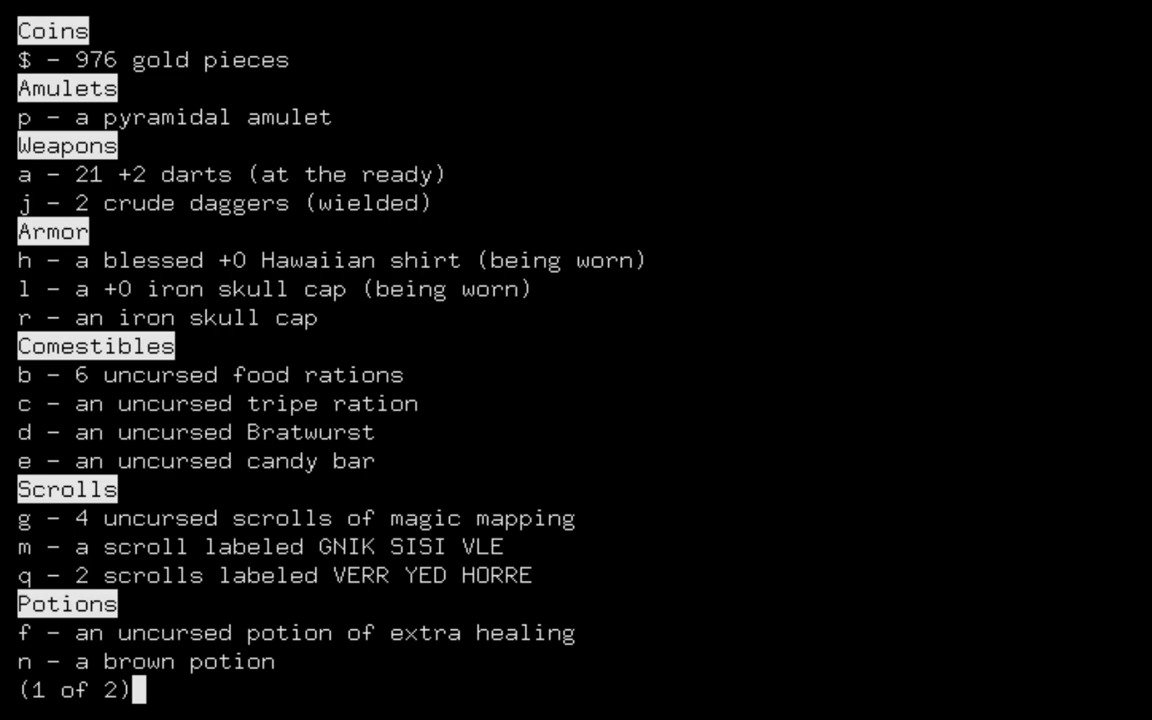 Coins
$ - 976 gold pieces
Amulets
p - a pyramidal amulet
Weapons
a - 21 +2 darts (at the ready)
j - 2 crude daggers (wielded)
Armor
h - a blessed +0 Hawaiian shirt (being worn)
l - a +0 iron skull cap (being worn)
r - an iron skull cap
Comestibles
b - 6 uncursed food rations
c - an uncursed tripe ration
d - an uncursed Bratwurst
e - an uncursed candy bar
Scrolls
g - 4 uncursed scrolls of magic mapping
m - a scroll labeled GNIK SISI VLE
q - 2 scrolls labeled VERR YED HORRE
Potions
f - an uncursed potion of extra healing
n - a brown potion
(1 of 2)